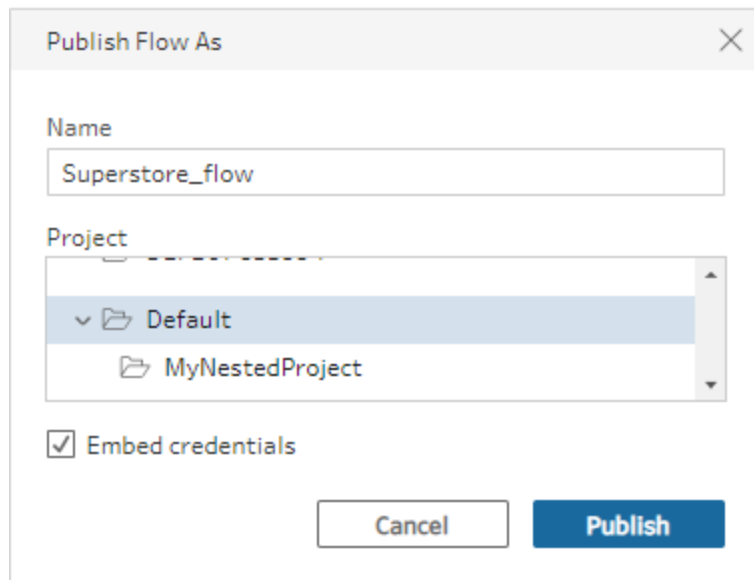 Publish Flow As
Name
Superstore_flow
Project
Default
MyNestedProject
Embed credentials
Cancel
Publish